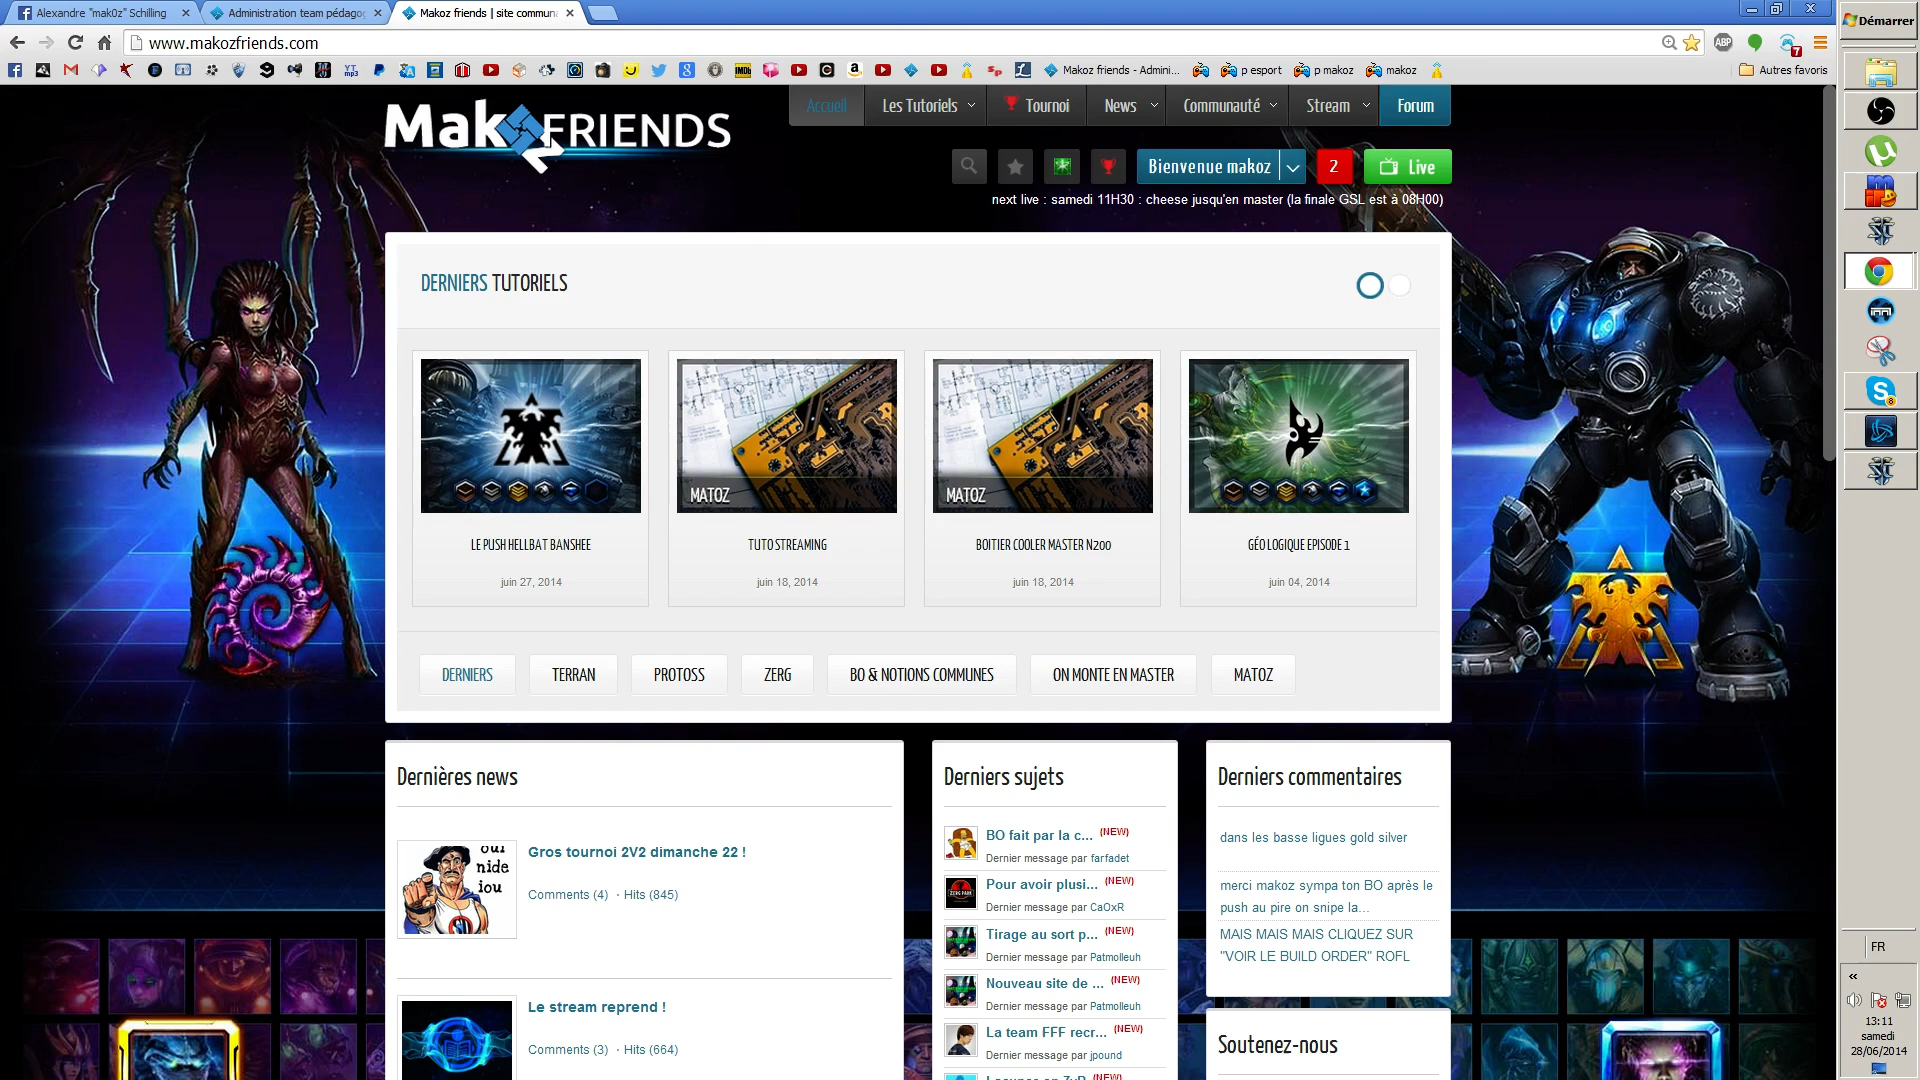 Alexandre "mak0z" Schilling
Administration team pédagog
Makoz friends | site commun
Démarrer
www.makozfriends.com
ABP
7
YT mp3
IMDb
Makoz friends - Admini...
p esport
p makoz
makoz
Autres favoris
MakozFRIENDS
Accueil
Les Tutoriels
Tournoi
News
Communauté
Stream
Forum
Bienvenue makoz
2
Live
next live : samedi 11H30 : cheese jusqu'en master (la finale GSL est à 08H00)
DERNIERS TUTORIELS
MATOZ
MATOZ
LE PUSH HELLBAT BANSHEE
TUTO STREAMING
BOITIER COOLER MASTER N200
GÉO LOGIQUE EPISODE 1
juin 27, 2014
juin 18, 2014
juin 18, 2014
juin 04, 2014
DERNIERS
TERRAN
PROTOSS
ZERG
BO & NOTIONS COMMUNES
ON MONTE EN MASTER
MATOZ
Dernières news
oui
nide
iou
Gros tournoi 2V2 dimanche 22 !
Comments (4) · Hits (845)
Le stream reprend !
Comments (3) · Hits (664)
Derniers sujets
BO fait par la c... (NEW)
Dernier message par farfadet
Pour avoir plusi... (NEW)
Dernier message par CaOxR
Tirage au sort p... (NEW)
Dernier message par Patmolleuh
Nouveau site de ... (NEW)
Dernier message par Patmolleuh
La team FFF recr... (NEW)
Dernier message par jpound
(NEW)
Derniers commentaires
dans les basse ligues gold silver
merci makoz sympa ton BO après le
push au pire on snipe la...
MAIS MAIS MAIS CLIQUEZ SUR
"VOIR LE BUILD ORDER" ROFL
Soutenez-nous
FR
13:11
samedi
28/06/2014